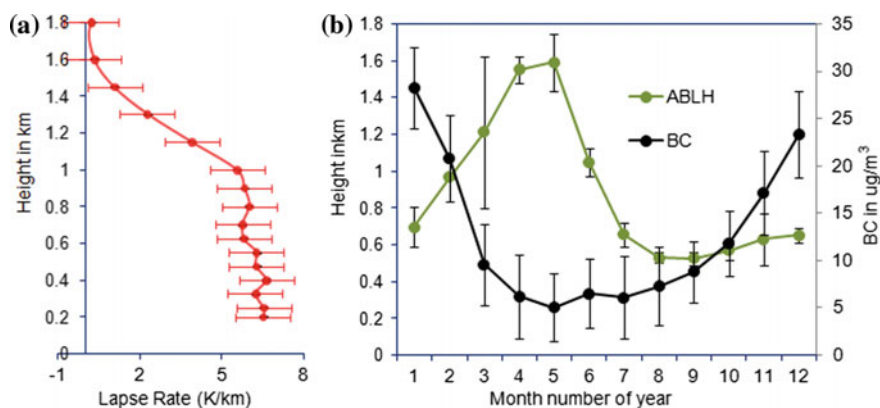 (a)
Height in km
1.8
1.6
1.4
1.2
1
0.8
0.6
0.4
0.2
0
-1 2 5 8
Lapse Rate (K/km)
(b)
Height inkm
1.8
1.6
1.4
1.2
1
0.8
0.6
0.4
0.2
0
ABLH
BC
35
30
25
20
15
10
5
0
BC in ug/m³
1 2 3 4 5 6 7 8 9 10 11 12
Month number of year